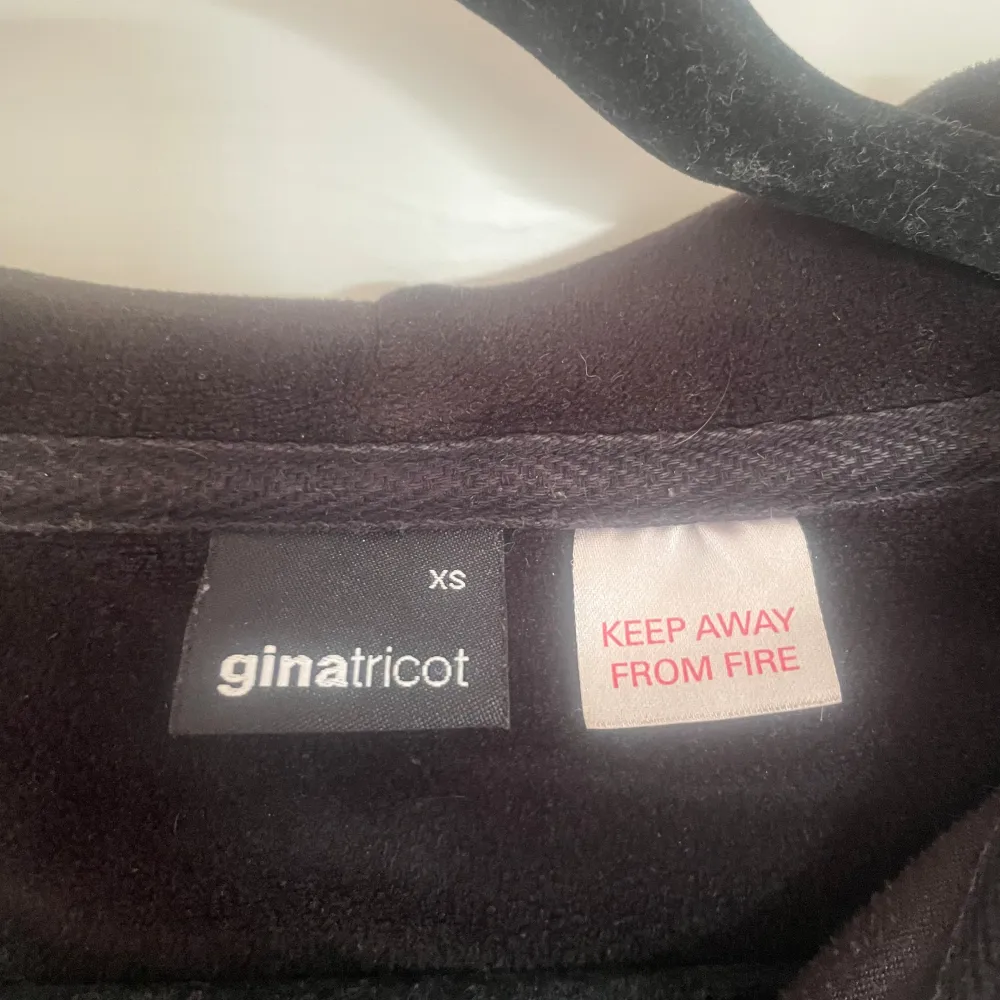 XS
ginatricot
KEEP AWAY
FROM FIRE